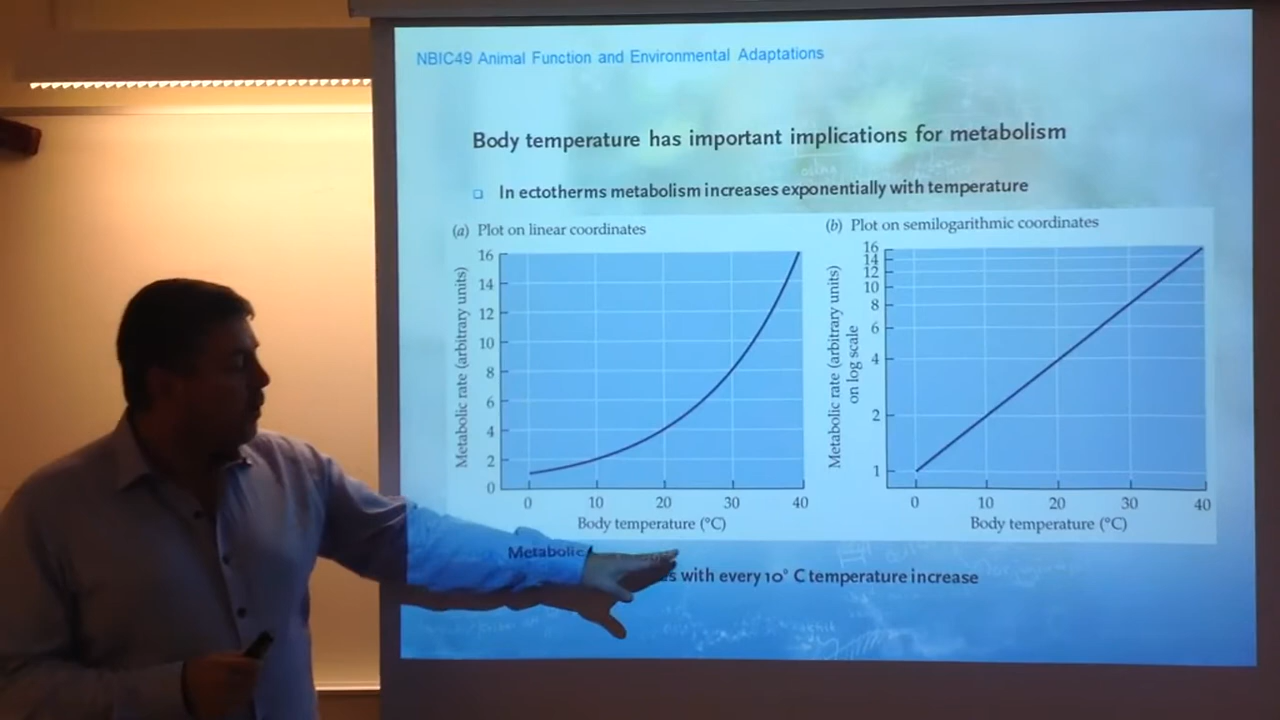 NBIC49 Animal Function and Environmental Adaptations
Body temperature has important implications for metabolism
In ectotherms metabolism increases exponentially with temperature
(a) Plot on linear coordinates
Metabolic rate (arbitrary units)
16
14
12
10
8
6
4
2
0
0 10 20 30 40
Body temperature (°C)
(b) Plot on semilogarithmic coordinates
Metabolic rate (arbitrary units)
on log scale
16
14
12
10
8
6
4
2
1
0 10 20 30 40
Body temperature (°C)
Metabolic
with every 10° C temperature increase